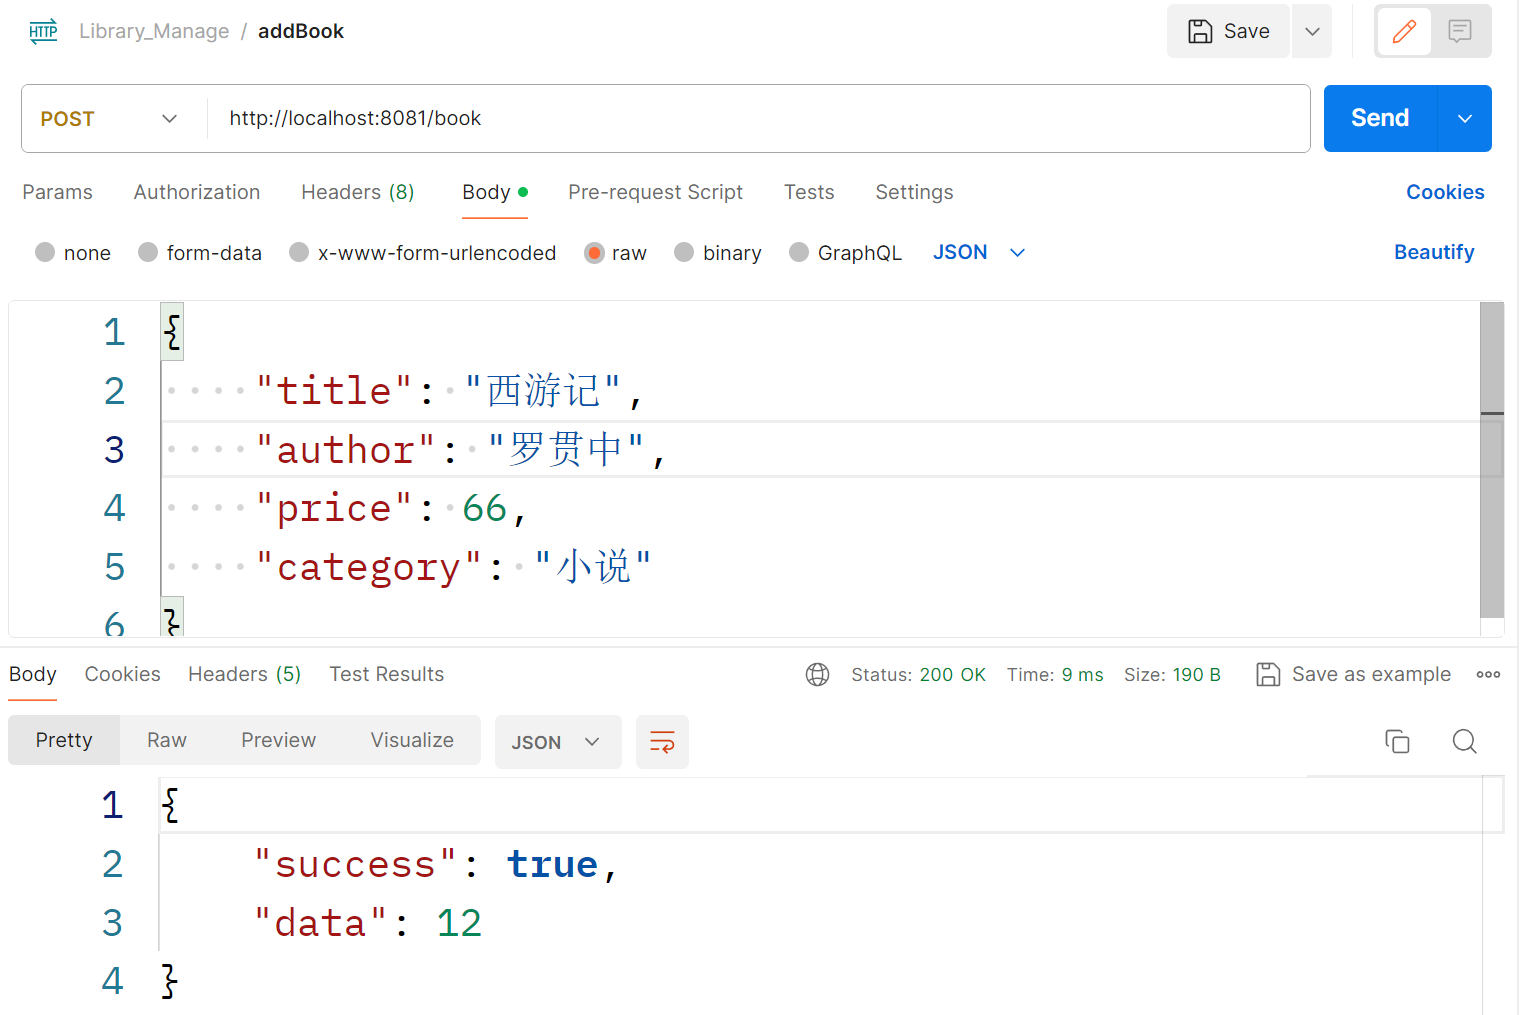 HTTP Library_Manage / addBook Save
POST http://localhost:8081/book Send
Params Authorization Headers (8) Body Pre-request Script Tests Settings Cookies
none form-data x-www-form-urlencoded raw binary GraphQL JSON Beautify
1 {
2 "title": "西游记",
3 "author": "罗贯中",
4 "price": 66,
5 "category": "小说"
6 }
Body Cookies Headers (5) Test Results Status: 200 OK Time: 9 ms Size: 190 B Save as example
Pretty Raw Preview Visualize JSON
1 {
2 "success": true,
3 "data": 12
4 }